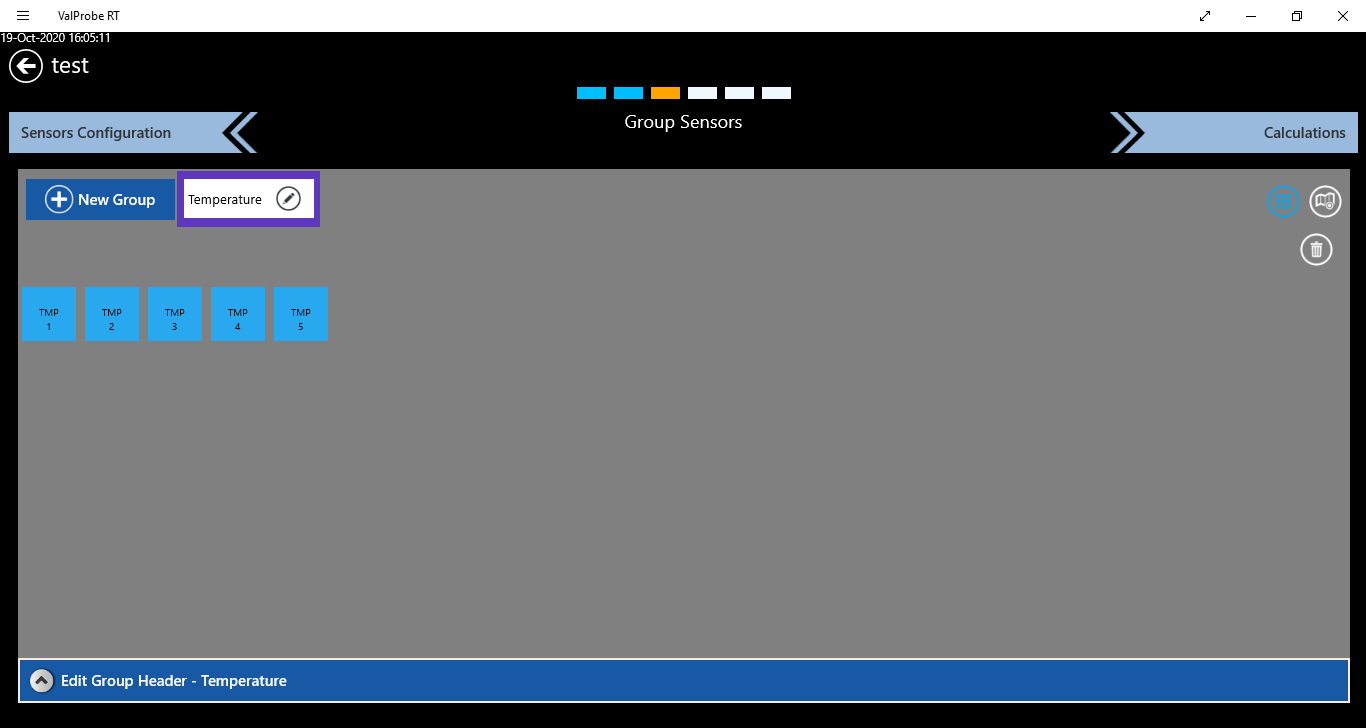 ValProbe RT
19-Oct-2020 16:05:11
test
Sensors Configuration
Group Sensors
Calculations
New Group
Temperature
TMP
1
TMP
2
TMP
3
TMP
4
TMP
5
Edit Group Header - Temperature